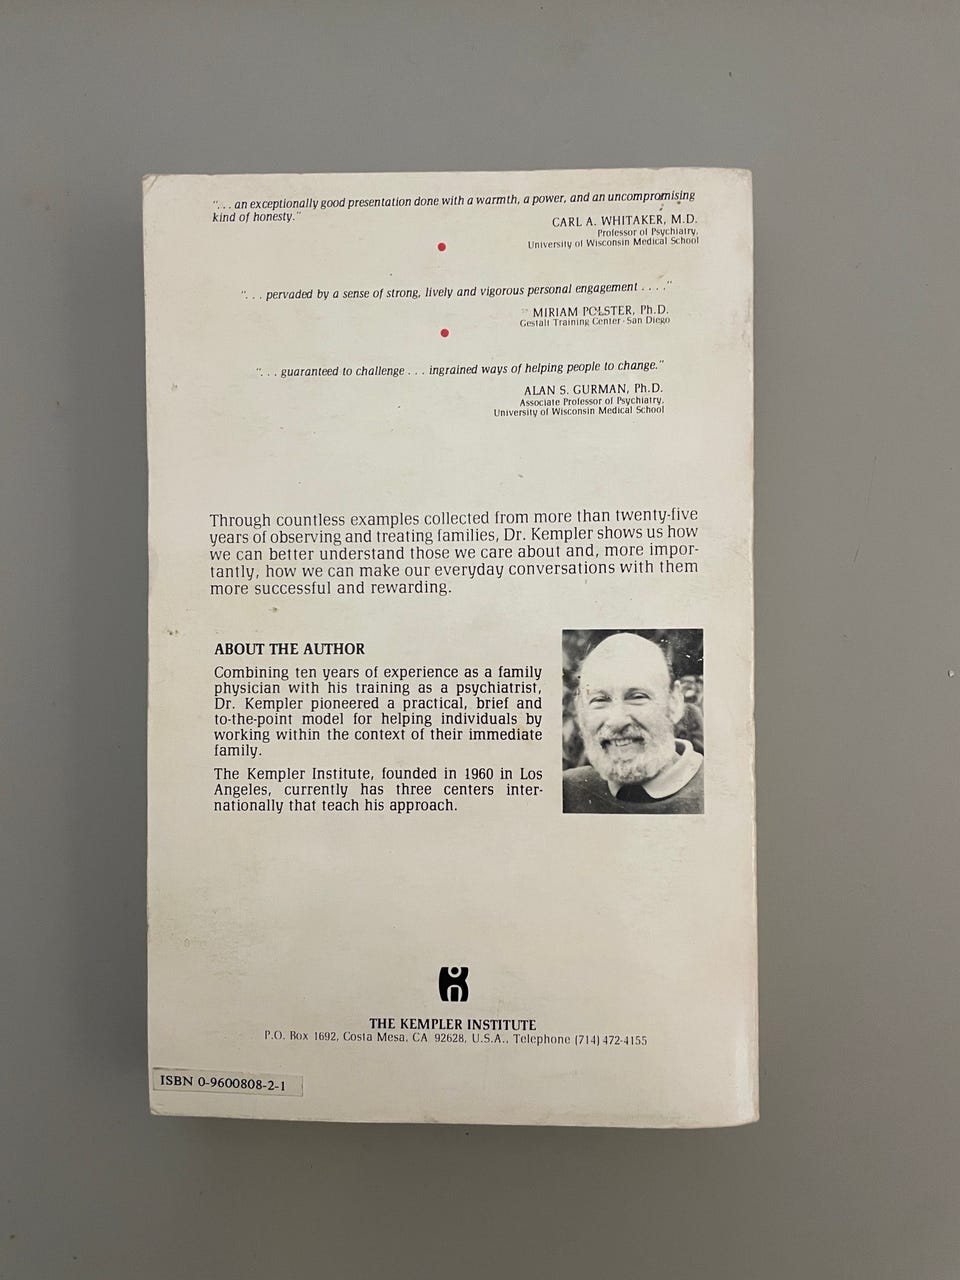 ". . . an exceptionally good presentation done with a warmth, a power, and an uncompromising
kind of honesty."
CARL A. WHITAKER, M.D.
Professor of Psychiatry,
University of Wisconsin Medical School
". . . pervaded by a sense of strong, lively and vigorous personal engagement . . . ."
MIRIAM POLSTER, Ph.D.
Gestalt Training Center - San Diego
". . . guaranteed to challenge . . . ingrained ways of helping people to change."
ALAN S. GURMAN, Ph.D.
Associate Professor of Psychiatry,
University of Wisconsin Medical School
Through countless examples collected from more than twenty-five
years of observing and treating families, Dr. Kempler shows us how
we can better understand those we care about and, more impor-
tantly, how we can make our everyday conversations with them
more successful and rewarding.
ABOUT THE AUTHOR
Combining ten years of experience as a family
physician with his training as a psychiatrist,
Dr. Kempler pioneered a practical, brief and
to-the-point model for helping individuals by
working within the context of their immediate
family.
The Kempler Institute, founded in 1960 in Los
Angeles, currently has three centers inter-
nationally that teach his approach.
THE KEMPLER INSTITUTE
P.O. Box 1692, Costa Mesa, CA 92628, U.S.A., Telephone (714) 472-4155
ISBN 0-9600808-2-1